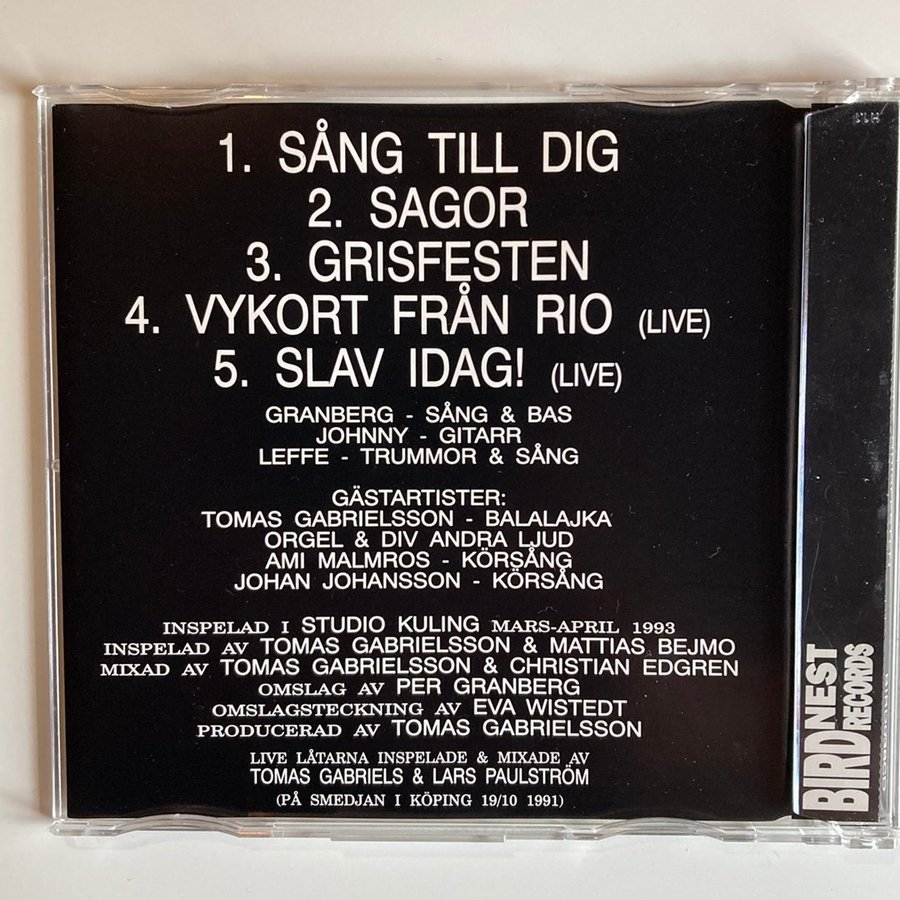 1. SÅNG TILL DIG
2. SAGOR
3. GRISFESTEN
4. VYKORT FRÅN RIO (LIVE)
5. SLAV IDAG! (LIVE)
GRANBERG - SÅNG & BAS
JOHNNY - GITARR
LEFFE - TRUMMOR & SÅNG
GÄSTARTISTER:
TOMAS GABRIELSSON - BALALAJKA
ORGEL & DIV ANDRA LJUD
AMI MALMROS - KÖRSÅNG
JOHAN JOHANSSON - KÖRSÅNG
INSPELAD I STUDIO KULING MARS-APRIL 1993
INSPELAD AV TOMAS GABRIELSSON & MATTIAS BEJMO
MIXAD AV TOMAS GABRIELSSON & CHRISTIAN EDGREN
OMSLAG AV PER GRANBERG
OMSLAGSTECKNING AV EVA WISTEDT
PRODUCERAD AV TOMAS GABRIELSSON
LIVE LÅTARNA INSPELADE & MIXADE AV
TOMAS GABRIELS & LARS PAULSTRÖM
(PÅ SMEDJAN I KÖPING 19/10 1991)
BIRDNEST
RECORDS